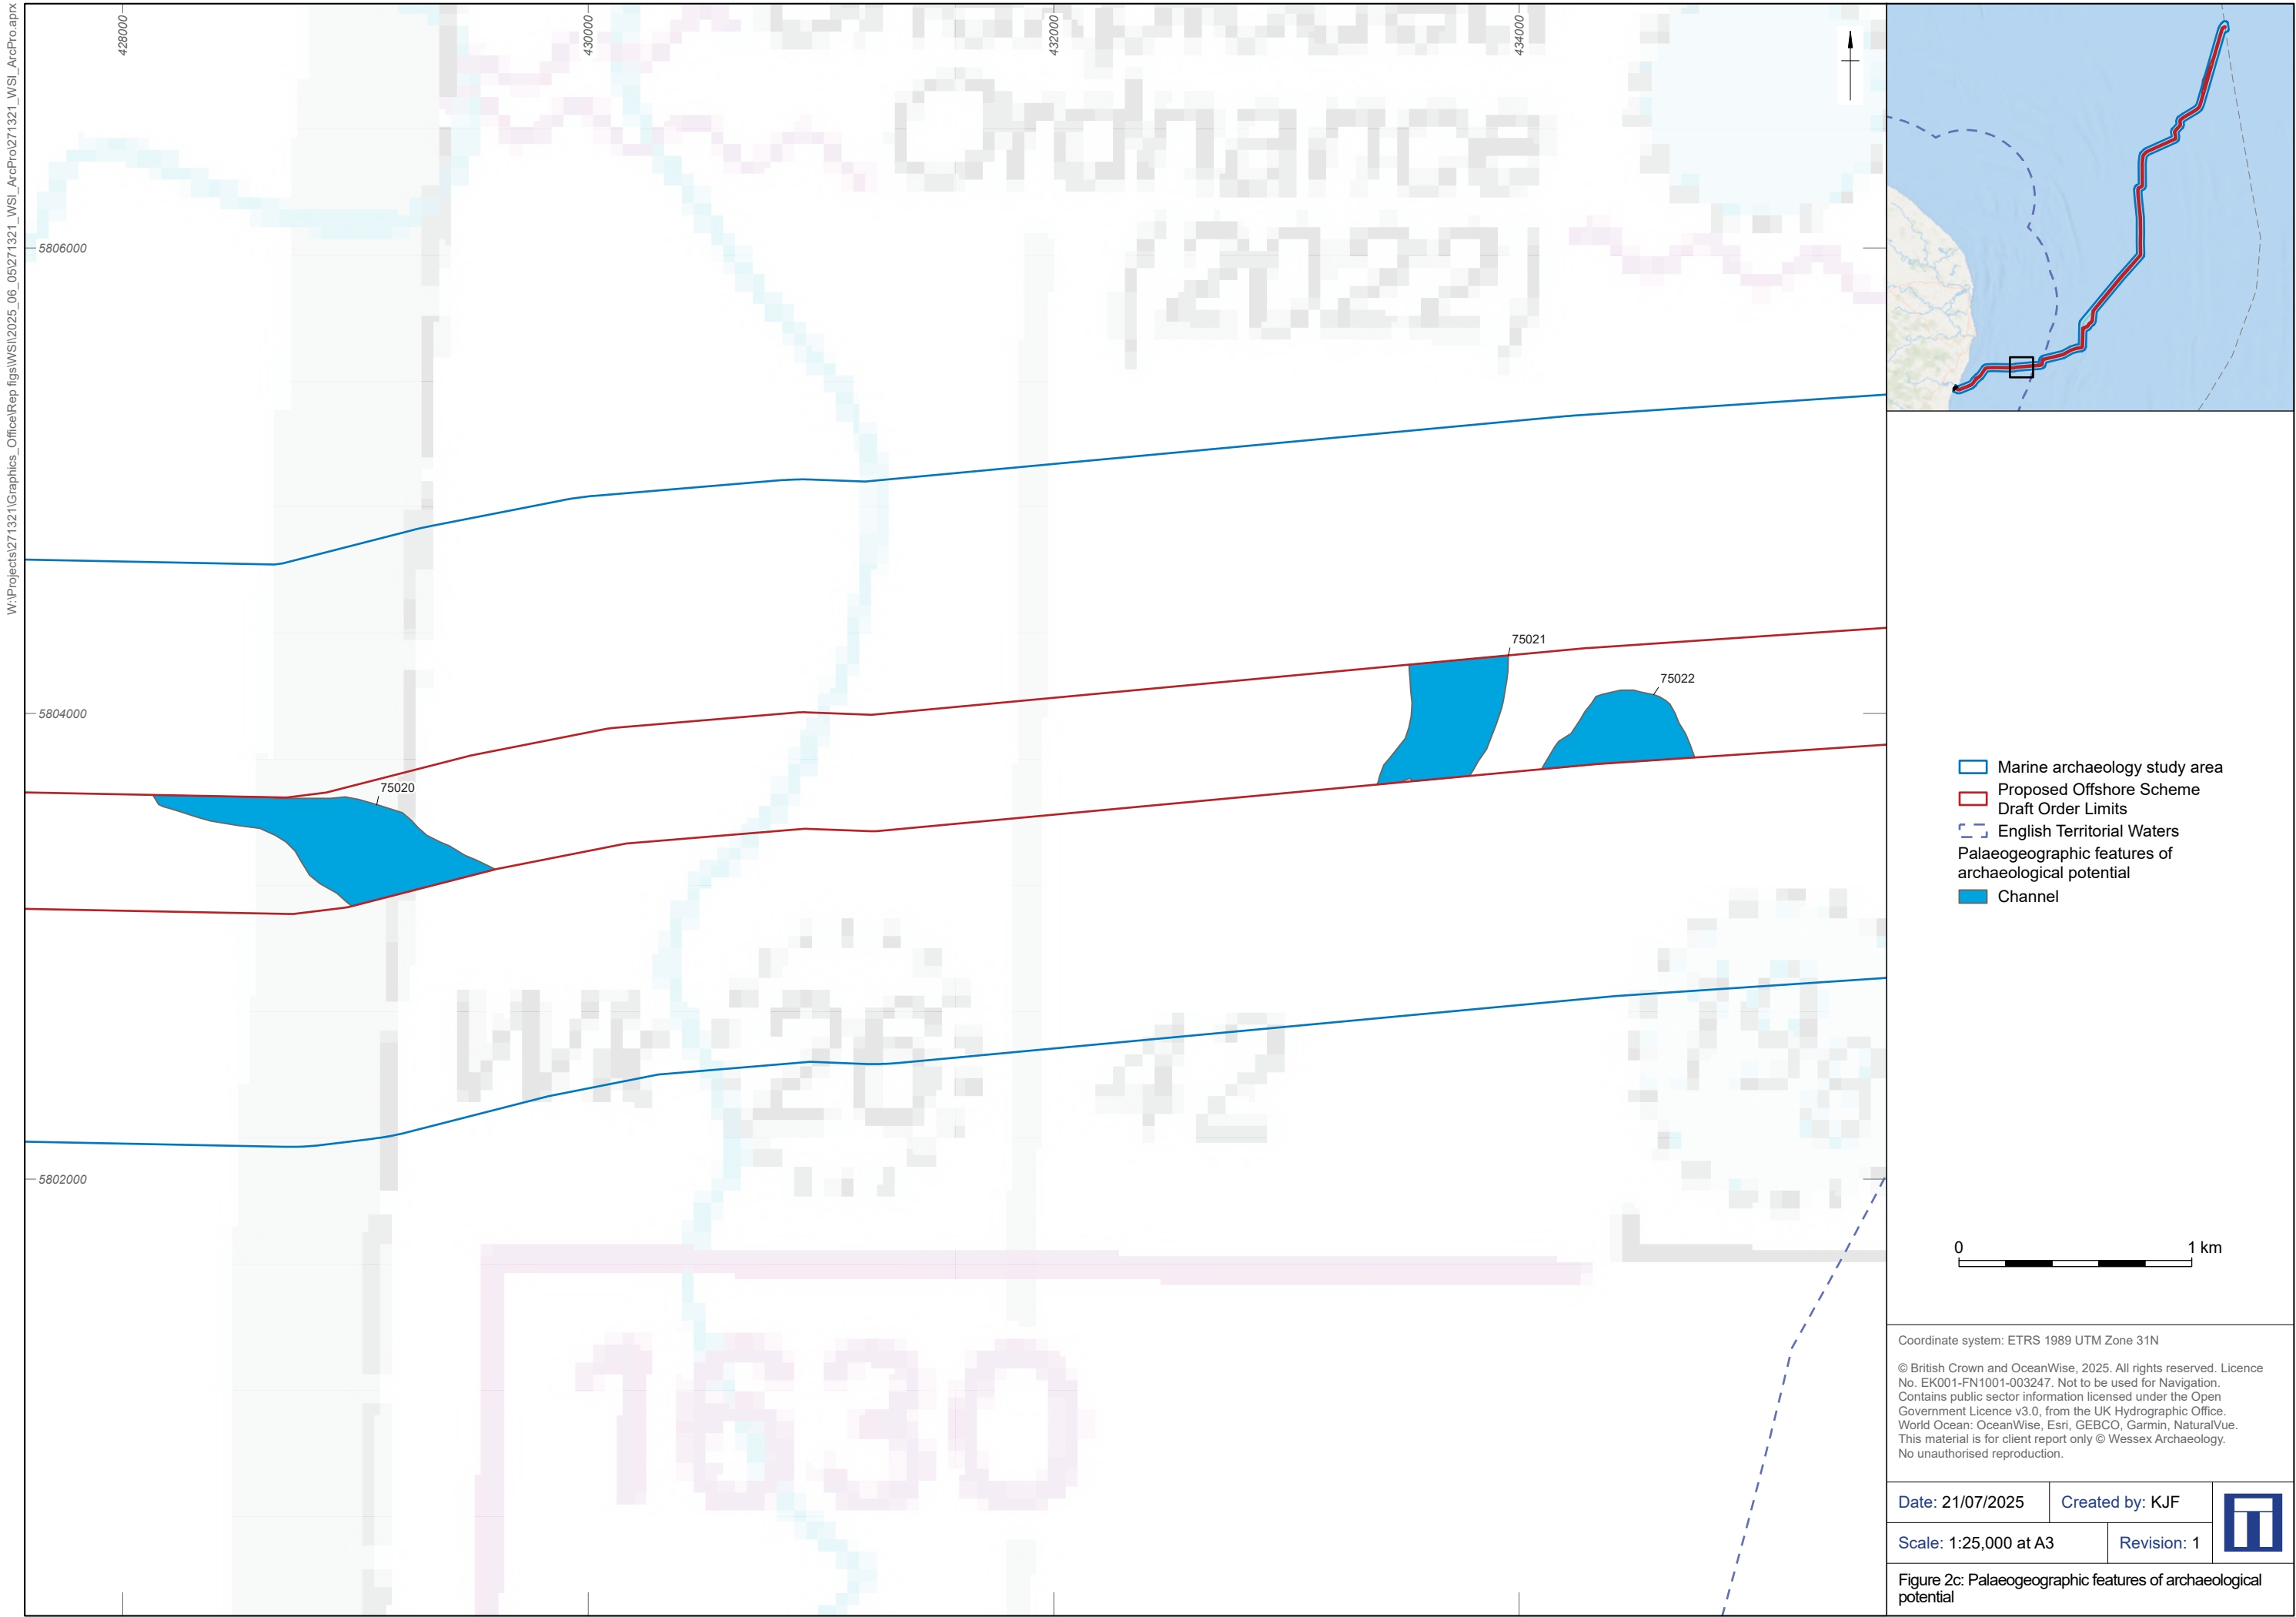 W:\Projects\271321\Graphics_Office\Rep figs\WSI\2025_06_05\271321_WSI_ArcPro\271321_WSI_ArcPro.aprx
428000
430000
432000
434000
Ordnance
(2022)
5806000
5804000
5802000
75021
75022
75020
Wk
26
42
1630
Marine archaeology study area
Proposed Offshore Scheme
Draft Order Limits
English Territorial Waters
Palaeogeographic features of
archaeological potential
Channel
0 1 km
Coordinate system: ETRS 1989 UTM Zone 31N
© British Crown and OceanWise, 2025. All rights reserved. Licence
No. EK001-FN1001-003247. Not to be used for Navigation.
Contains public sector information licensed under the Open
Government Licence v3.0, from the UK Hydrographic Office.
World Ocean: OceanWise, Esri, GEBCO, Garmin, NaturalVue.
This material is for client report only © Wessex Archaeology.
No unauthorised reproduction.
Date: 21/07/2025 Created by: KJF
Scale: 1:25,000 at A3 Revision: 1
Figure 2c: Palaeogeographic features of archaeological
potential